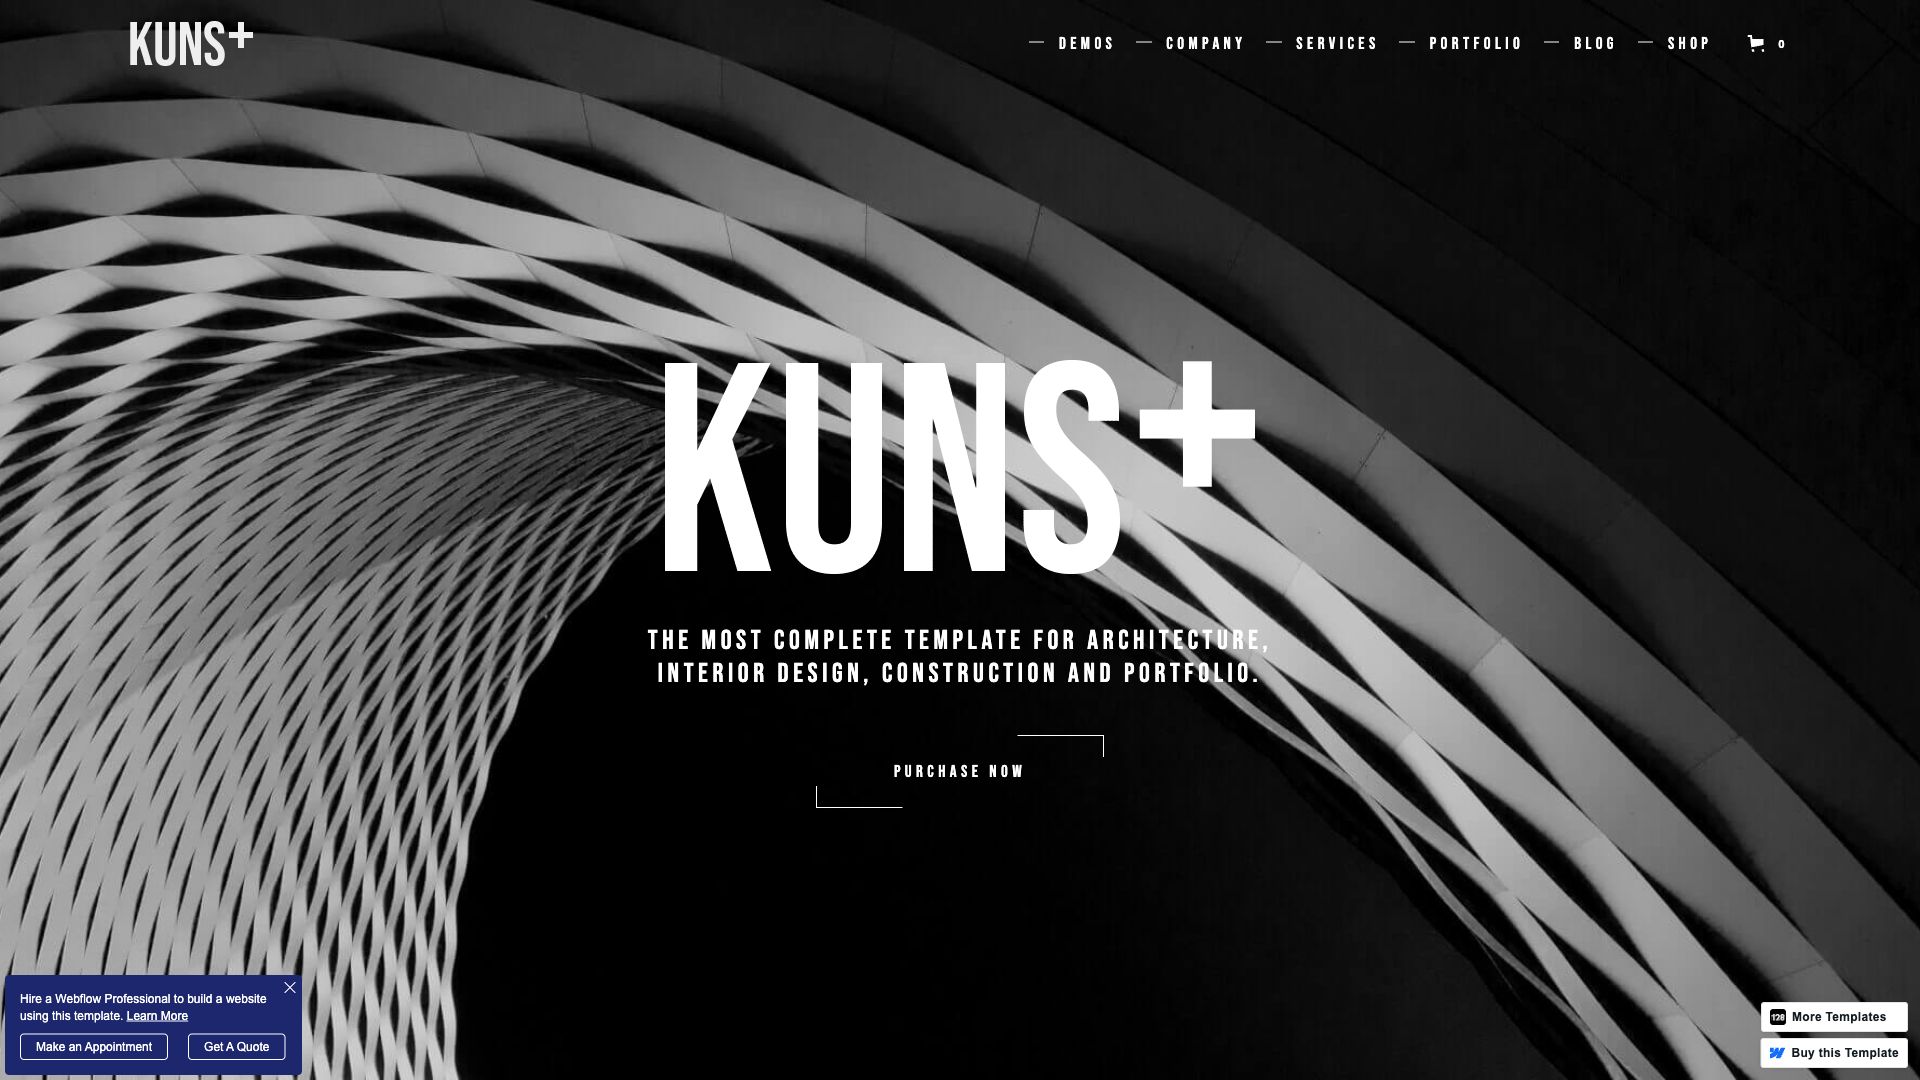 KUNS+
DEMOS
COMPANY
SERVICES
PORTFOLIO
BLOG
SHOP
0
KUNS+
THE MOST COMPLETE TEMPLATE FOR ARCHITECTURE,
INTERIOR DESIGN, CONSTRUCTION AND PORTFOLIO.
PURCHASE NOW
Hire a Webflow Professional to build a website
using this template. Learn More
Make an Appointment
Get A Quote
128 More Templates
Buy this Template